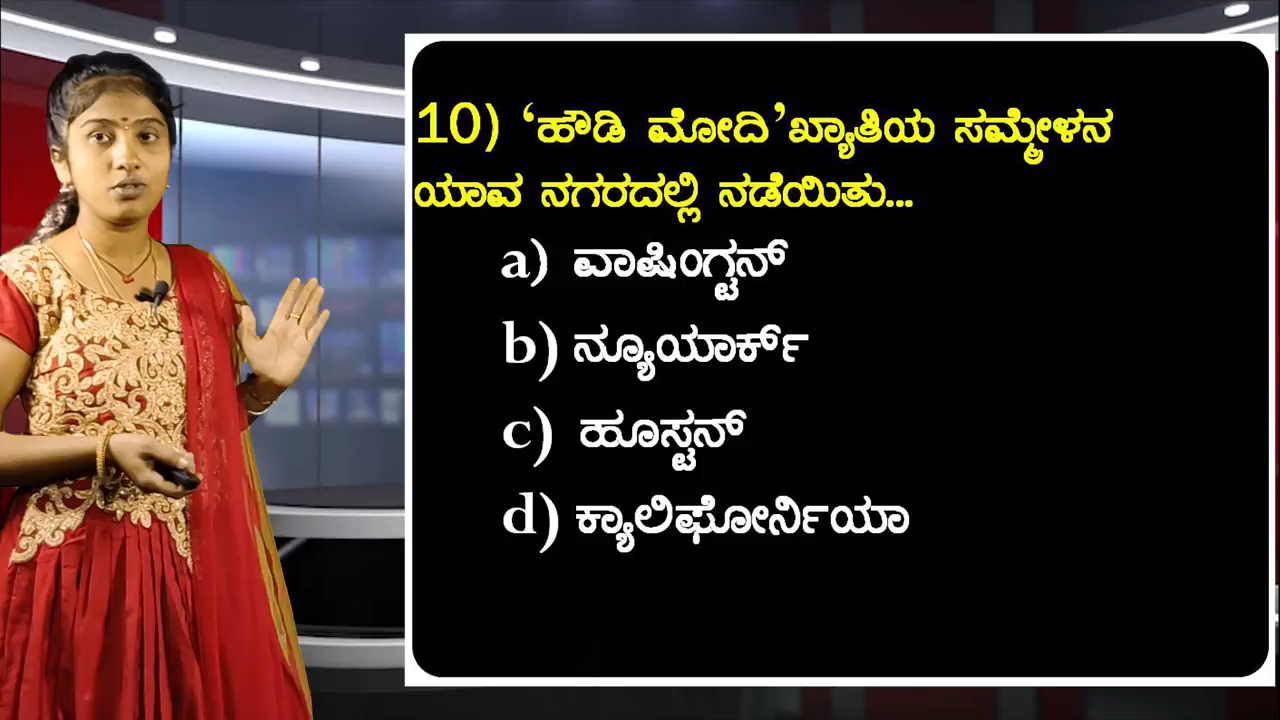 10) ‘ಹೌಡಿ ಮೋದಿ’ಖ್ಯಾತಿಯ ಸಮ್ಮೇಳನ
ಯಾವ ನಗರದಲ್ಲಿ ನಡೆಯಿತು...
a) ವಾಷಿಂಗ್ಟನ್
b) ನ್ಯೂಯಾರ್ಕ್
c) ಹೂಸ್ಟನ್
d) ಕ್ಯಾಲಿಫೋರ್ನಿಯಾ